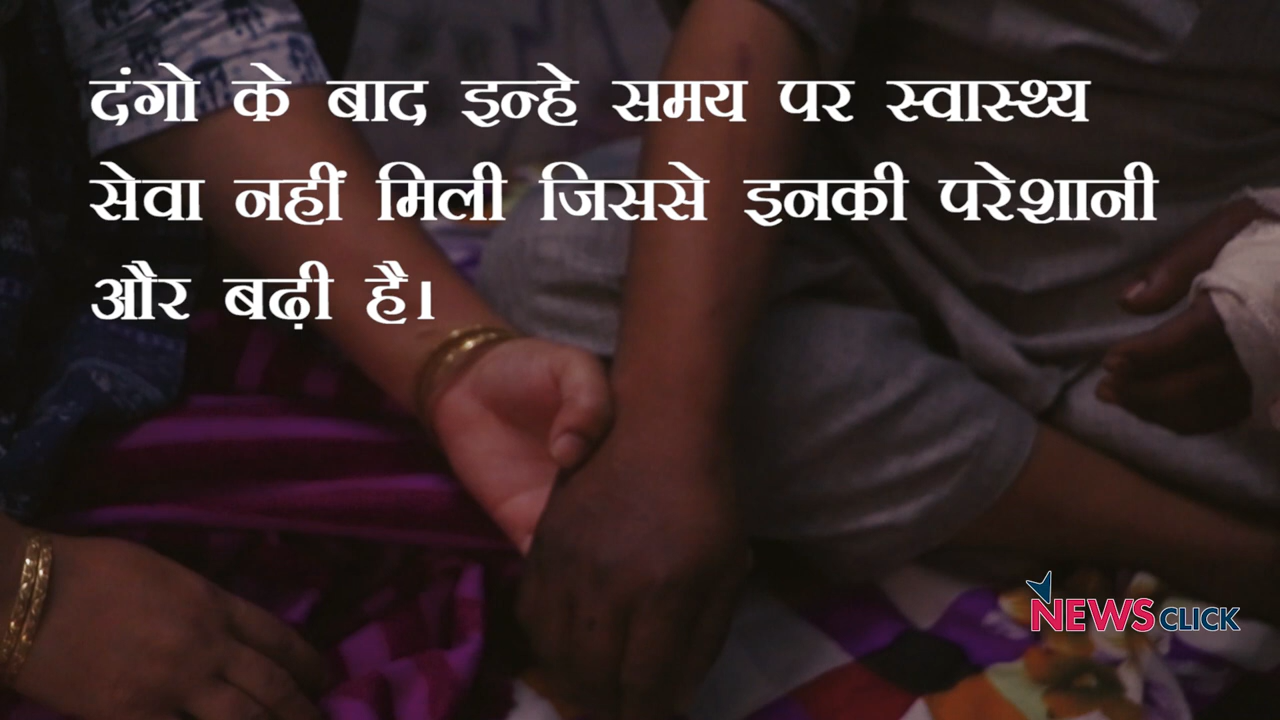 दंगो के बाद इन्हे समय पर स्वास्थ्य
सेवा नहीं मिली जिससे इनकी परेशानी
और बढ़ी है।
NEWSCLICK